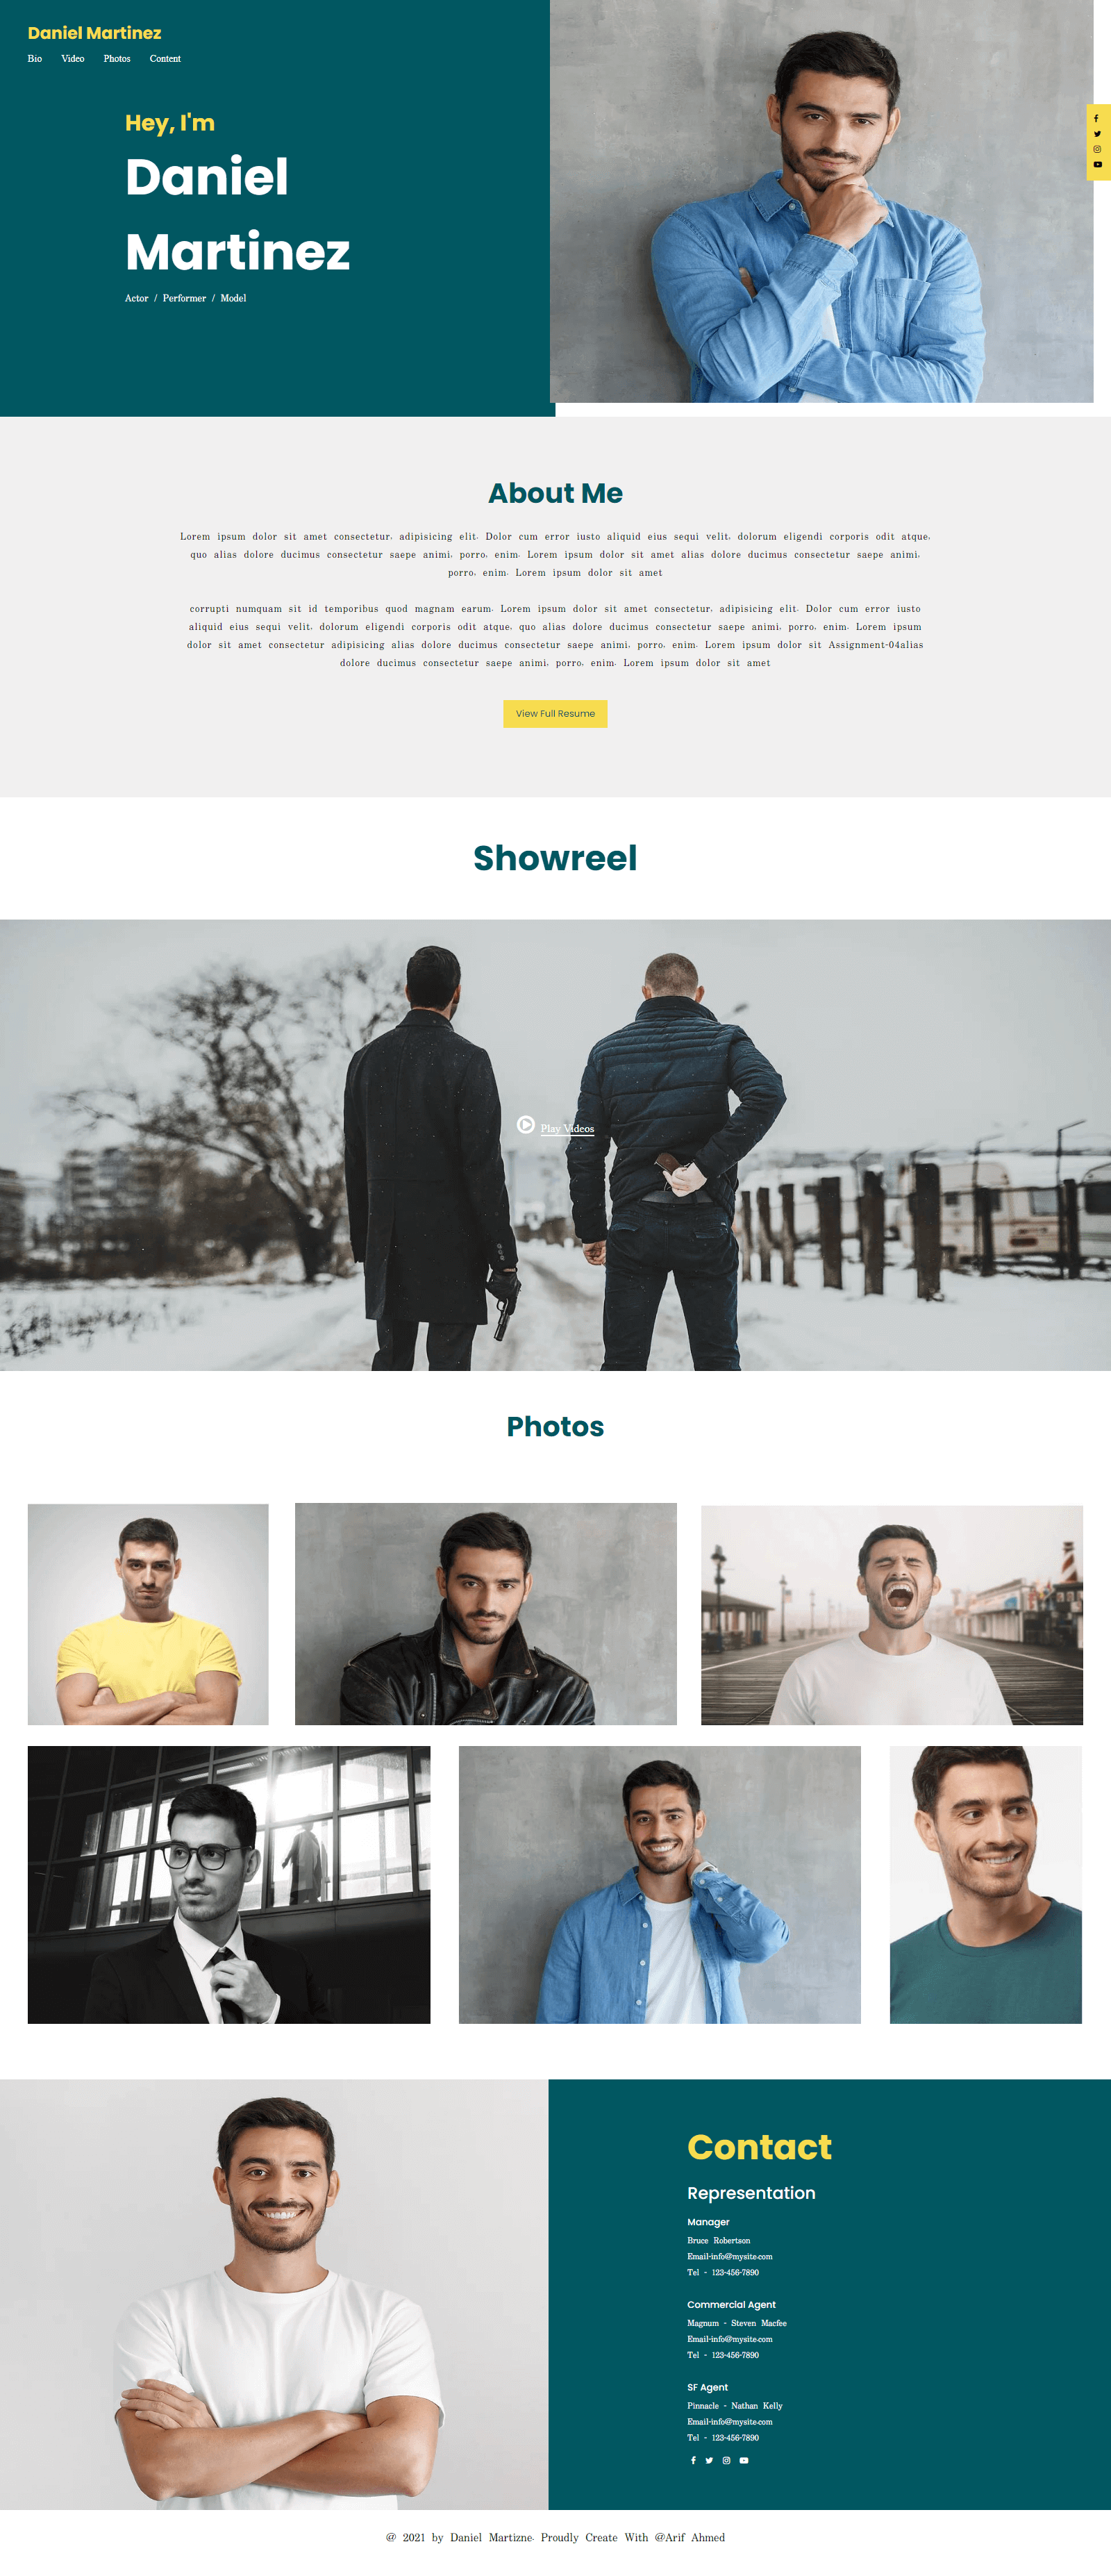 Daniel Martinez
Bio Video Photos Content
Hey, I'm
Daniel
Martinez
Actor / Performer / Model
About Me
Lorem ipsum dolor sit amet consectetur, adipisicing elit. Dolor cum error iusto aliquid eius sequi velit, dolorum eligendi corporis odit atque,
quo alias dolore ducimus consectetur saepe animi, porro, enim. Lorem ipsum dolor sit amet alias dolore ducimus consectetur saepe animi,
porro, enim. Lorem ipsum dolor sit amet
corrupti numquam sit id temporibus quod magnam earum. Lorem ipsum dolor sit amet consectetur, adipisicing elit. Dolor cum error iusto
aliquid eius sequi velit, dolorum eligendi corporis odit atque, quo alias dolore ducimus consectetur saepe animi, porro, enim. Lorem ipsum
dolor sit amet consectetur adipisicing alias dolore ducimus consectetur saepe animi, porro, enim. Lorem ipsum dolor sit Assignment-04alias
dolore ducimus consectetur saepe animi, porro, enim. Lorem ipsum dolor sit amet
View Full Resume
Showreel
Play Videos
Photos
Contact
Representation
Manager
Bruce Robertson
Email-info@mysite.com
Tel - 123-456-7890
Commercial Agent
Magnum - Steven Macfee
Email-info@mysite.com
Tel - 123-456-7890
SF Agent
Pinnacle - Nathan Kelly
Email-info@mysite.com
Tel - 123-456-7890
@ 2021 by Daniel Martizne. Proudly Create With @Arif Ahmed